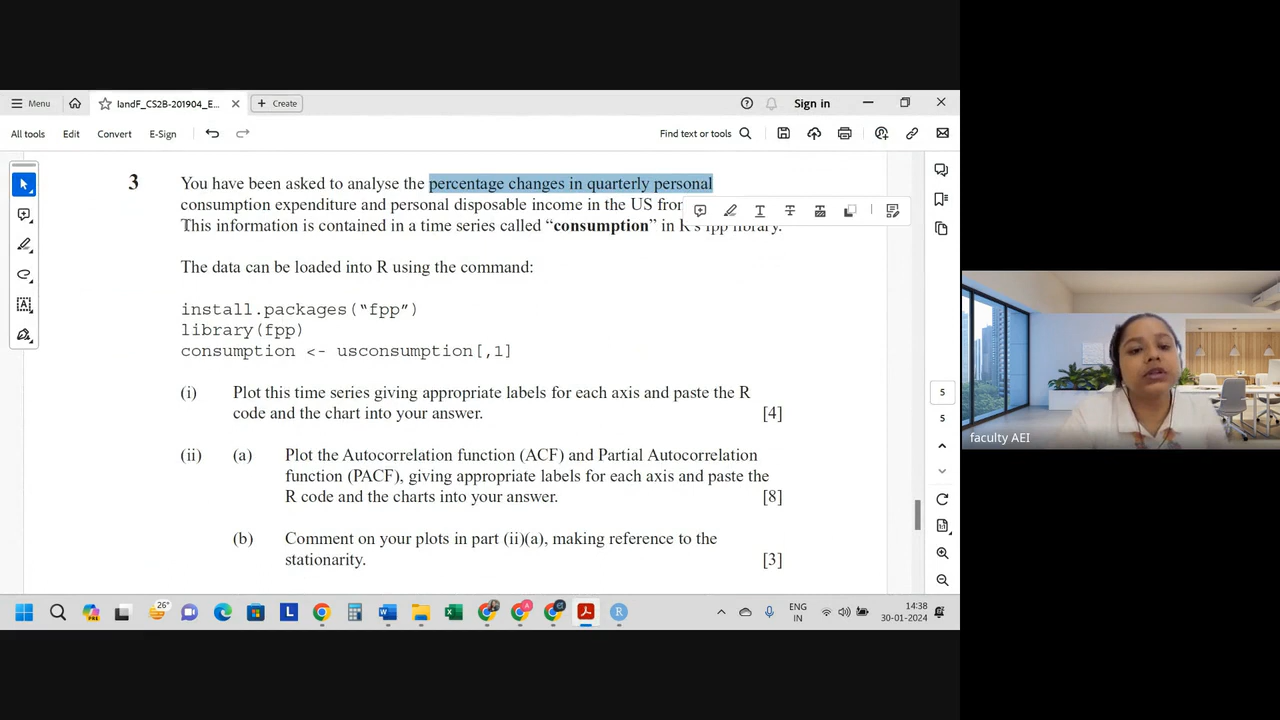 Menu
IandF_CS2B-201904_E...
Create
Sign in
All tools
Edit
Convert
E-Sign
Find text or tools
3
You have been asked to analyse the percentage changes in quarterly personal
consumption expenditure and personal disposable income in the US from
This information is contained in a time series called “consumption” in R's fpp library.
The data can be loaded into R using the command:
install.packages(“fpp”)
library(fpp)
consumption <- usconsumption[,1]
(i) Plot this time series giving appropriate labels for each axis and paste the R
code and the chart into your answer. [4]
(ii) (a) Plot the Autocorrelation function (ACF) and Partial Autocorrelation
function (PACF), giving appropriate labels for each axis and paste the
R code and the charts into your answer. [8]
(b) Comment on your plots in part (ii)(a), making reference to the
stationarity. [3]
5
5
faculty AEI
26°
ENG
IN
14:38
30-01-2024